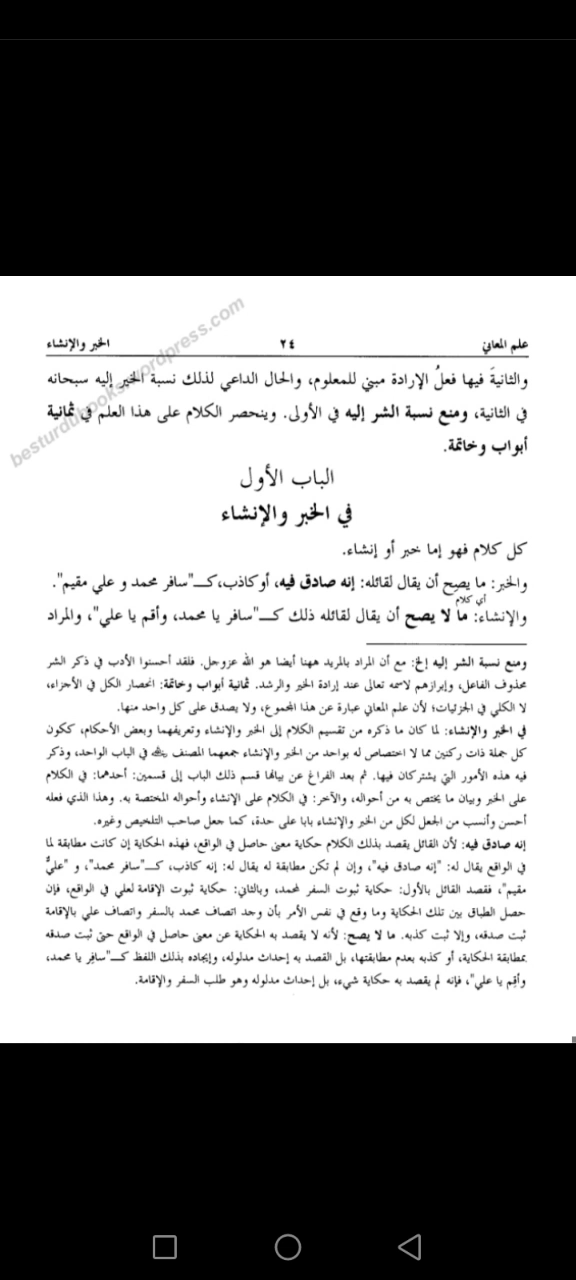 علم المعاني ٢٤ الخبر والإنشاء
والثانيةَ فيها فعلُ الإرادة مبني للمعلوم، والحال الداعي لذلك نسبة الخير إليه سبحانه
في الثانية، ومنع نسبة الشر إليه في الأولى. وينحصر الكلام على هذا العلم في ثمانية
أبواب وخاتمة.
الباب الأول
في الخبر والإنشاء
كل كلام فهو إما خبر أو إنشاء.
والخبر: ما يصح أن يقال لقائله: إنه صادق فيه، أو كاذب، كـ"سافر محمد و علي مقيم".
أي كلام
والإنشاء: ما لا يصح أن يقال لقائله ذلك كـ"سافر يا محمد، وأقم يا علي"، والمراد
ومنع نسبة الشر إليه إلخ: مع أن المراد بالمريد ههنا أيضا هو الله عزوجل. فلقد أحسنوا الأدب في ذكر الشر
محذوف الفاعل، وإبرازهم لاسمه تعالى عند إرادة الخير والرشد. ثمانية أبواب وخاتمة: انحصار الكل في الأجزاء،
لا الكلي في الجزئيات؛ لأن علم المعاني عبارة عن هذا المجموع، ولا يصدق على كل واحد منها.
في الخبر والإنشاء: لما كان ما ذكره من تقسيم الكلام إلى الخبر والإنشاء وتعريفهما وبعض الأحكام، ككون
كل جملة ذات ركنين مما لا اختصاص له بواحد من الخبر والإنشاء جمعهما المصنف في الباب الواحد، وذكر
فيه هذه الأمور التي يشتركان فيها. ثم بعد الفراغ عن بيانها قسم ذلك الباب إلى قسمين: أحدهما: في الكلام
على الخبر وبيان ما يختص به من أحواله، والآخر: في الكلام على الإنشاء وأحواله المختصة به. وهذا الذي فعله
أحسن وأنسب من الجعل لكل من الخبر والإنشاء بابا على حدة، كما جعل صاحب التلخيص وغيره.
إنه صادق فيه: لأن القائل يقصد بذلك الكلام حكاية معنى حاصل في الواقع، فهذه الحكاية إن كانت مطابقة لما
في الواقع يقال له: "إنه صادق فيه"، وإن لم تكن مطابقة له يقال له: إنه كاذب، كـ"سافر محمد"، و "عليٌّ
مقيم"، فقصد القائل بالأول: حكاية ثبوت السفر لمحمد، وبالثاني: حكاية ثبوت الإقامة لعلي في الواقع، فإن
حصل الطباق بين تلك الحكاية وما وقع في نفس الأمر بأن وجد اتصاف محمد بالسفر واتصاف علي بالإقامة
ثبت صدقه، وإلا ثبت كذبه. ما لا يصح: لأنه لا يقصد به الحكاية عن معنى حاصل في الواقع حتى ثبت صدقه
بمطابقة الحكاية، أو كذبه بعدم مطابقتها، بل القصد به إحداث مدلوله، وإيجاده بذلك اللفظ كـ"سافِر يا محمد،
وأقِم يا علي"، فإنه لم يقصد به حكاية شيء، بل إحداث مدلوله وهو طلب السفر والإقامة.
besturdubooks.wordpress.com